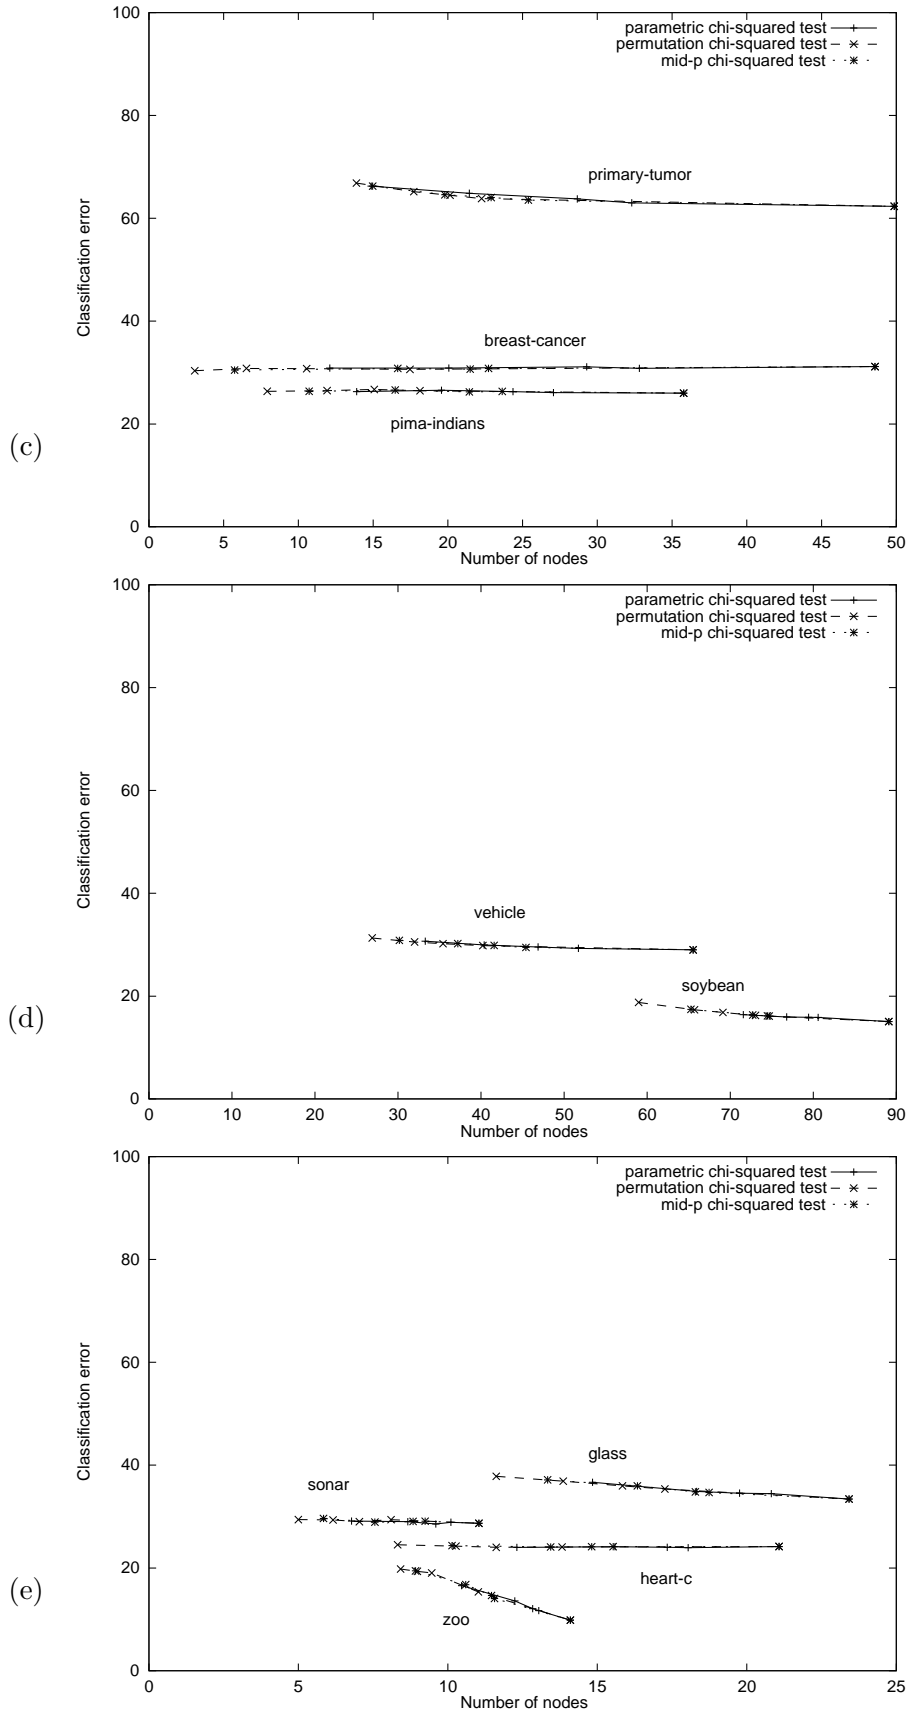 100
80
60
40
20
0
Classification error
parametric chi-squared test
permutation chi-squared test
mid-p chi-squared test
primary-tumor
breast-cancer
pima-indians
(c)
0 5 10 15 20 25 30 35 45 50
Number of nodes
100
80
60
40
20
0
Classification error
parametric chi-squared test
permutation chi-squared test
mid-p chi-squared test
vehicle
soybean
(d)
0 10 20 30 40 50 60 70 80 90
Number of nodes
100
80
60
40
20
0
Classification error
parametric chi-squared test
permutation chi-squared test
mid-p chi-squared test
glass
sonar
heart-c
zoo
(e)
0 5 10 15 20 25
Number of nodes